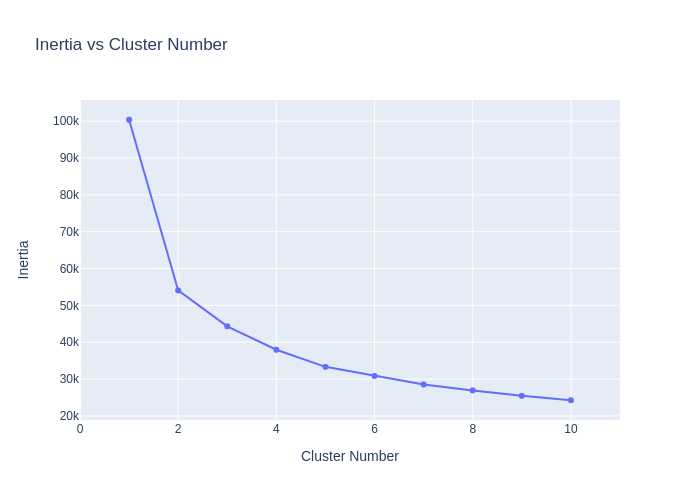 Inertia vs Cluster Number
100k
90k
80k
70k
60k
50k
40k
30k
20k
0 2 4 6 8 10
Inertia
Cluster Number